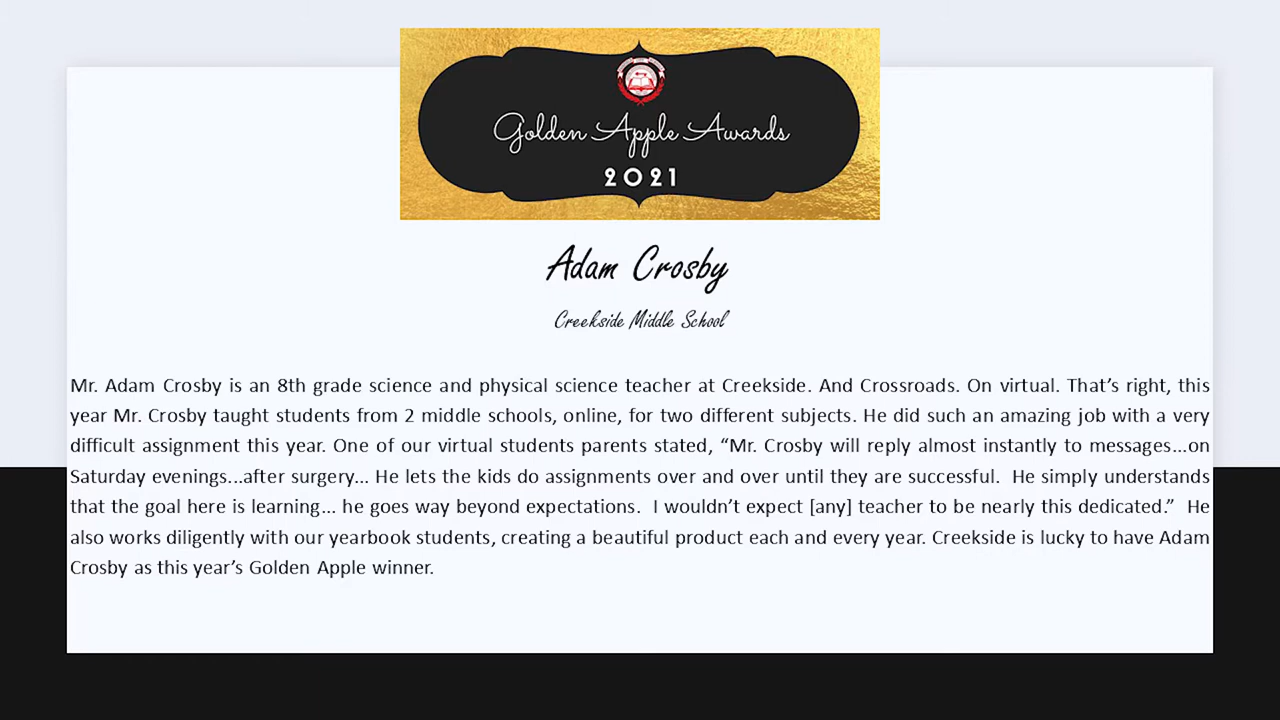 Golden Apple Awards
2021
Adam Crosby
Creekside Middle School
Mr. Adam Crosby is an 8th grade science and physical science teacher at Creekside. And Crossroads. On virtual. That’s right, this
year Mr. Crosby taught students from 2 middle schools, online, for two different subjects. He did such an amazing job with a very
difficult assignment this year. One of our virtual students parents stated, “Mr. Crosby will reply almost instantly to messages...on
Saturday evenings...after surgery... He lets the kids do assignments over and over until they are successful.  He simply understands
that the goal here is learning... he goes way beyond expectations.  I wouldn’t expect [any] teacher to be nearly this dedicated.”  He
also works diligently with our yearbook students, creating a beautiful product each and every year. Creekside is lucky to have Adam
Crosby as this year’s Golden Apple winner.